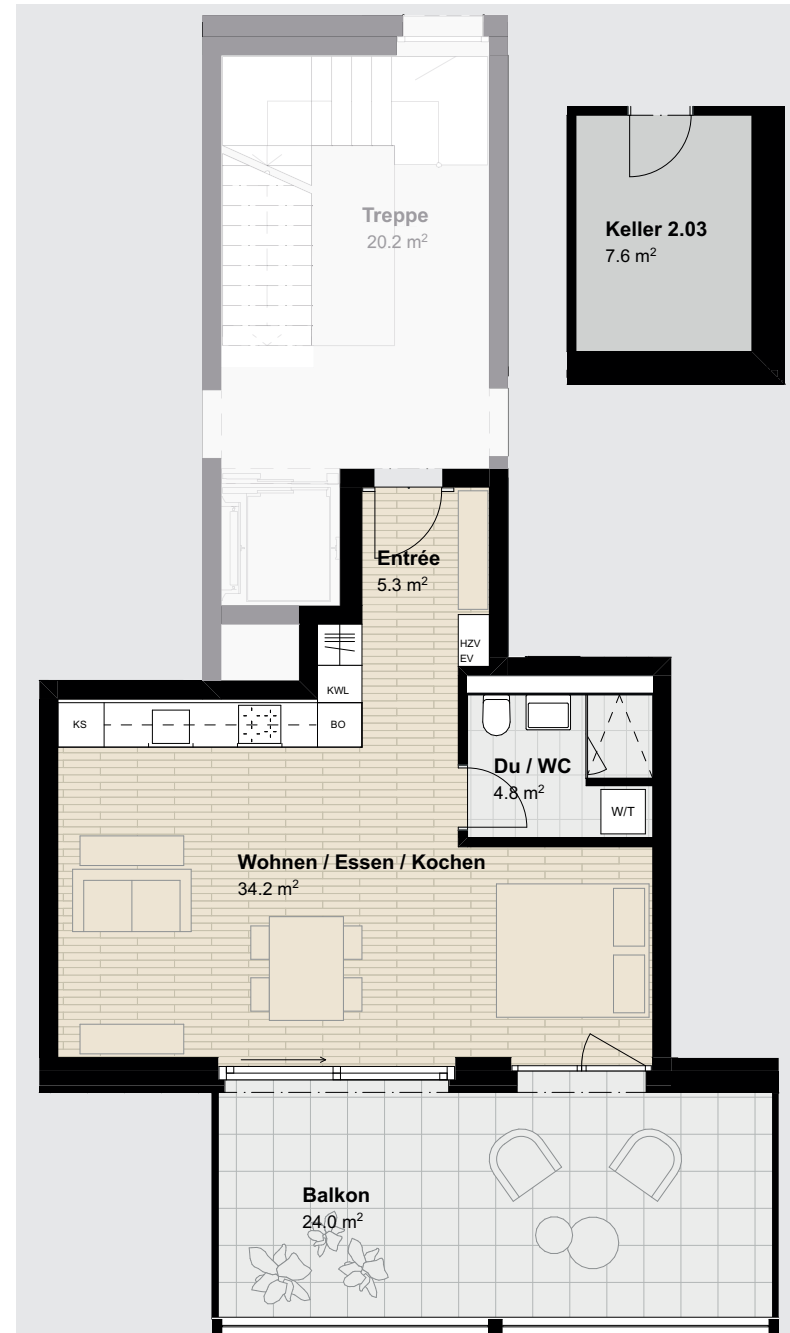 Treppe
20.2 m²
Keller 2.03
7.6 m²
Entrée
5.3 m²
HZV
EV
KWL
KS
BO
Du / WC
4.8 m²
W/T
Wohnen / Essen / Kochen
34.2 m²
Balkon
24.0 m²